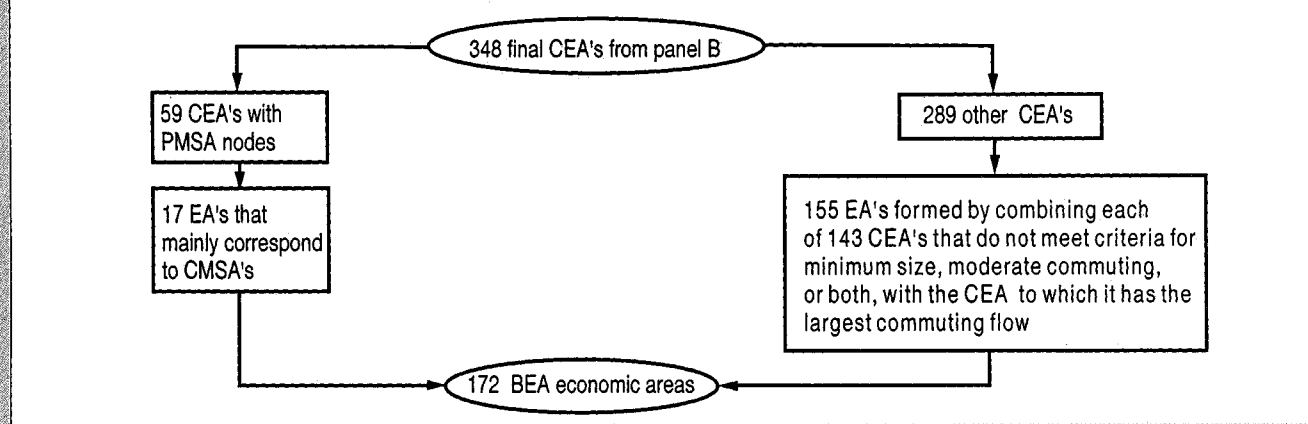 348 final CEA's from panel B
59 CEA's with
PMSA nodes
289 other CEA's
17 EA's that
mainly correspond
to CMSA's
155 EA's formed by combining each
of 143 CEA's that do not meet criteria for
minimum size, moderate commuting,
or both, with the CEA to which it has the
largest commuting flow
172 BEA economic areas